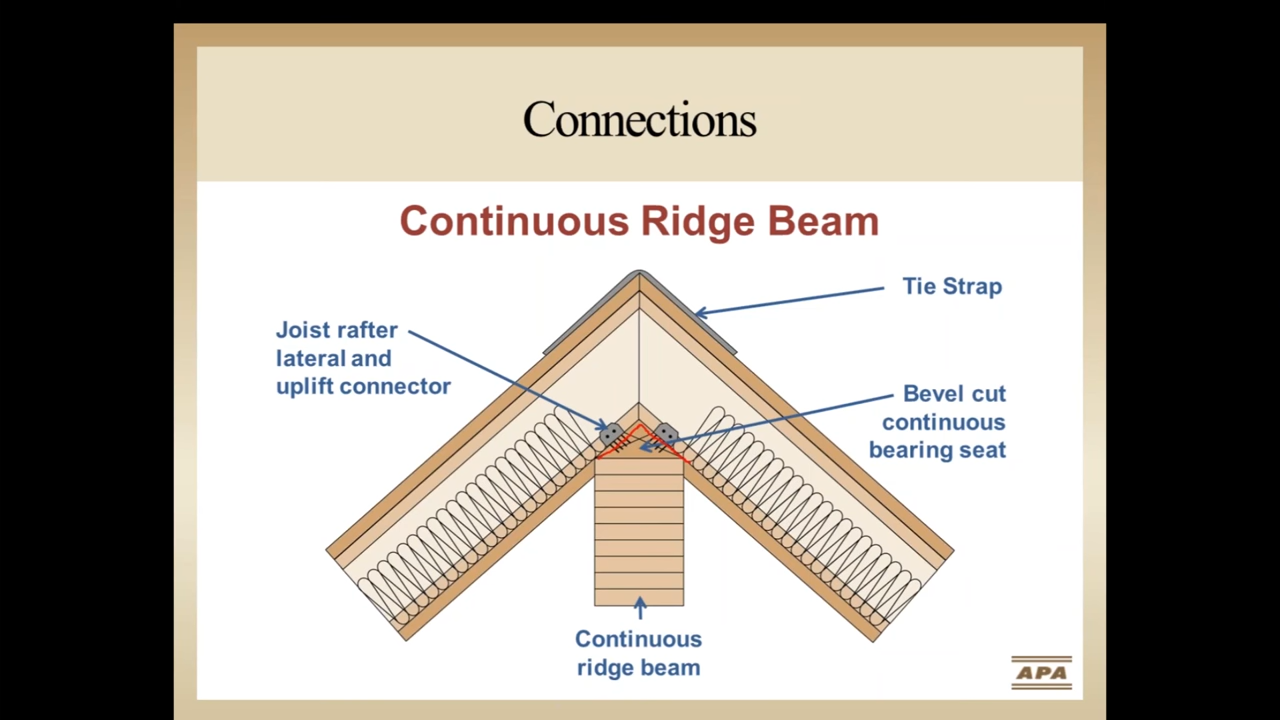 Connections
Continuous Ridge Beam
Tie Strap
Joist rafter
lateral and
uplift connector
Bevel cut
continuous
bearing seat
Continuous
ridge beam
APA